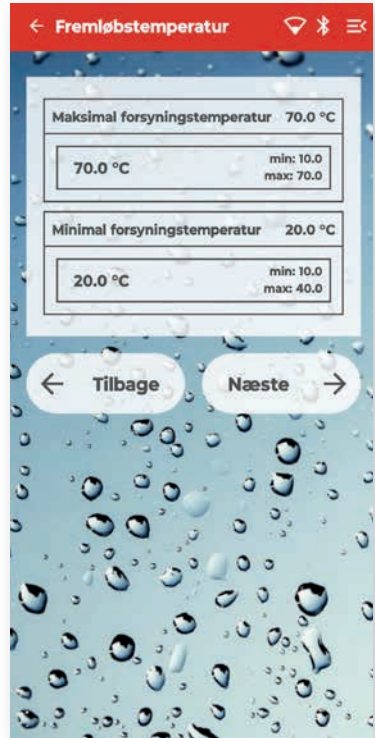 Fremløbstemperatur
Maksimal forsyningstemperatur 70.0 °C
70.0 °C
min: 10.0
max: 70.0
Minimal forsyningstemperatur 20.0 °C
20.0 °C
min: 10.0
max: 40.0
Tilbage
Næste